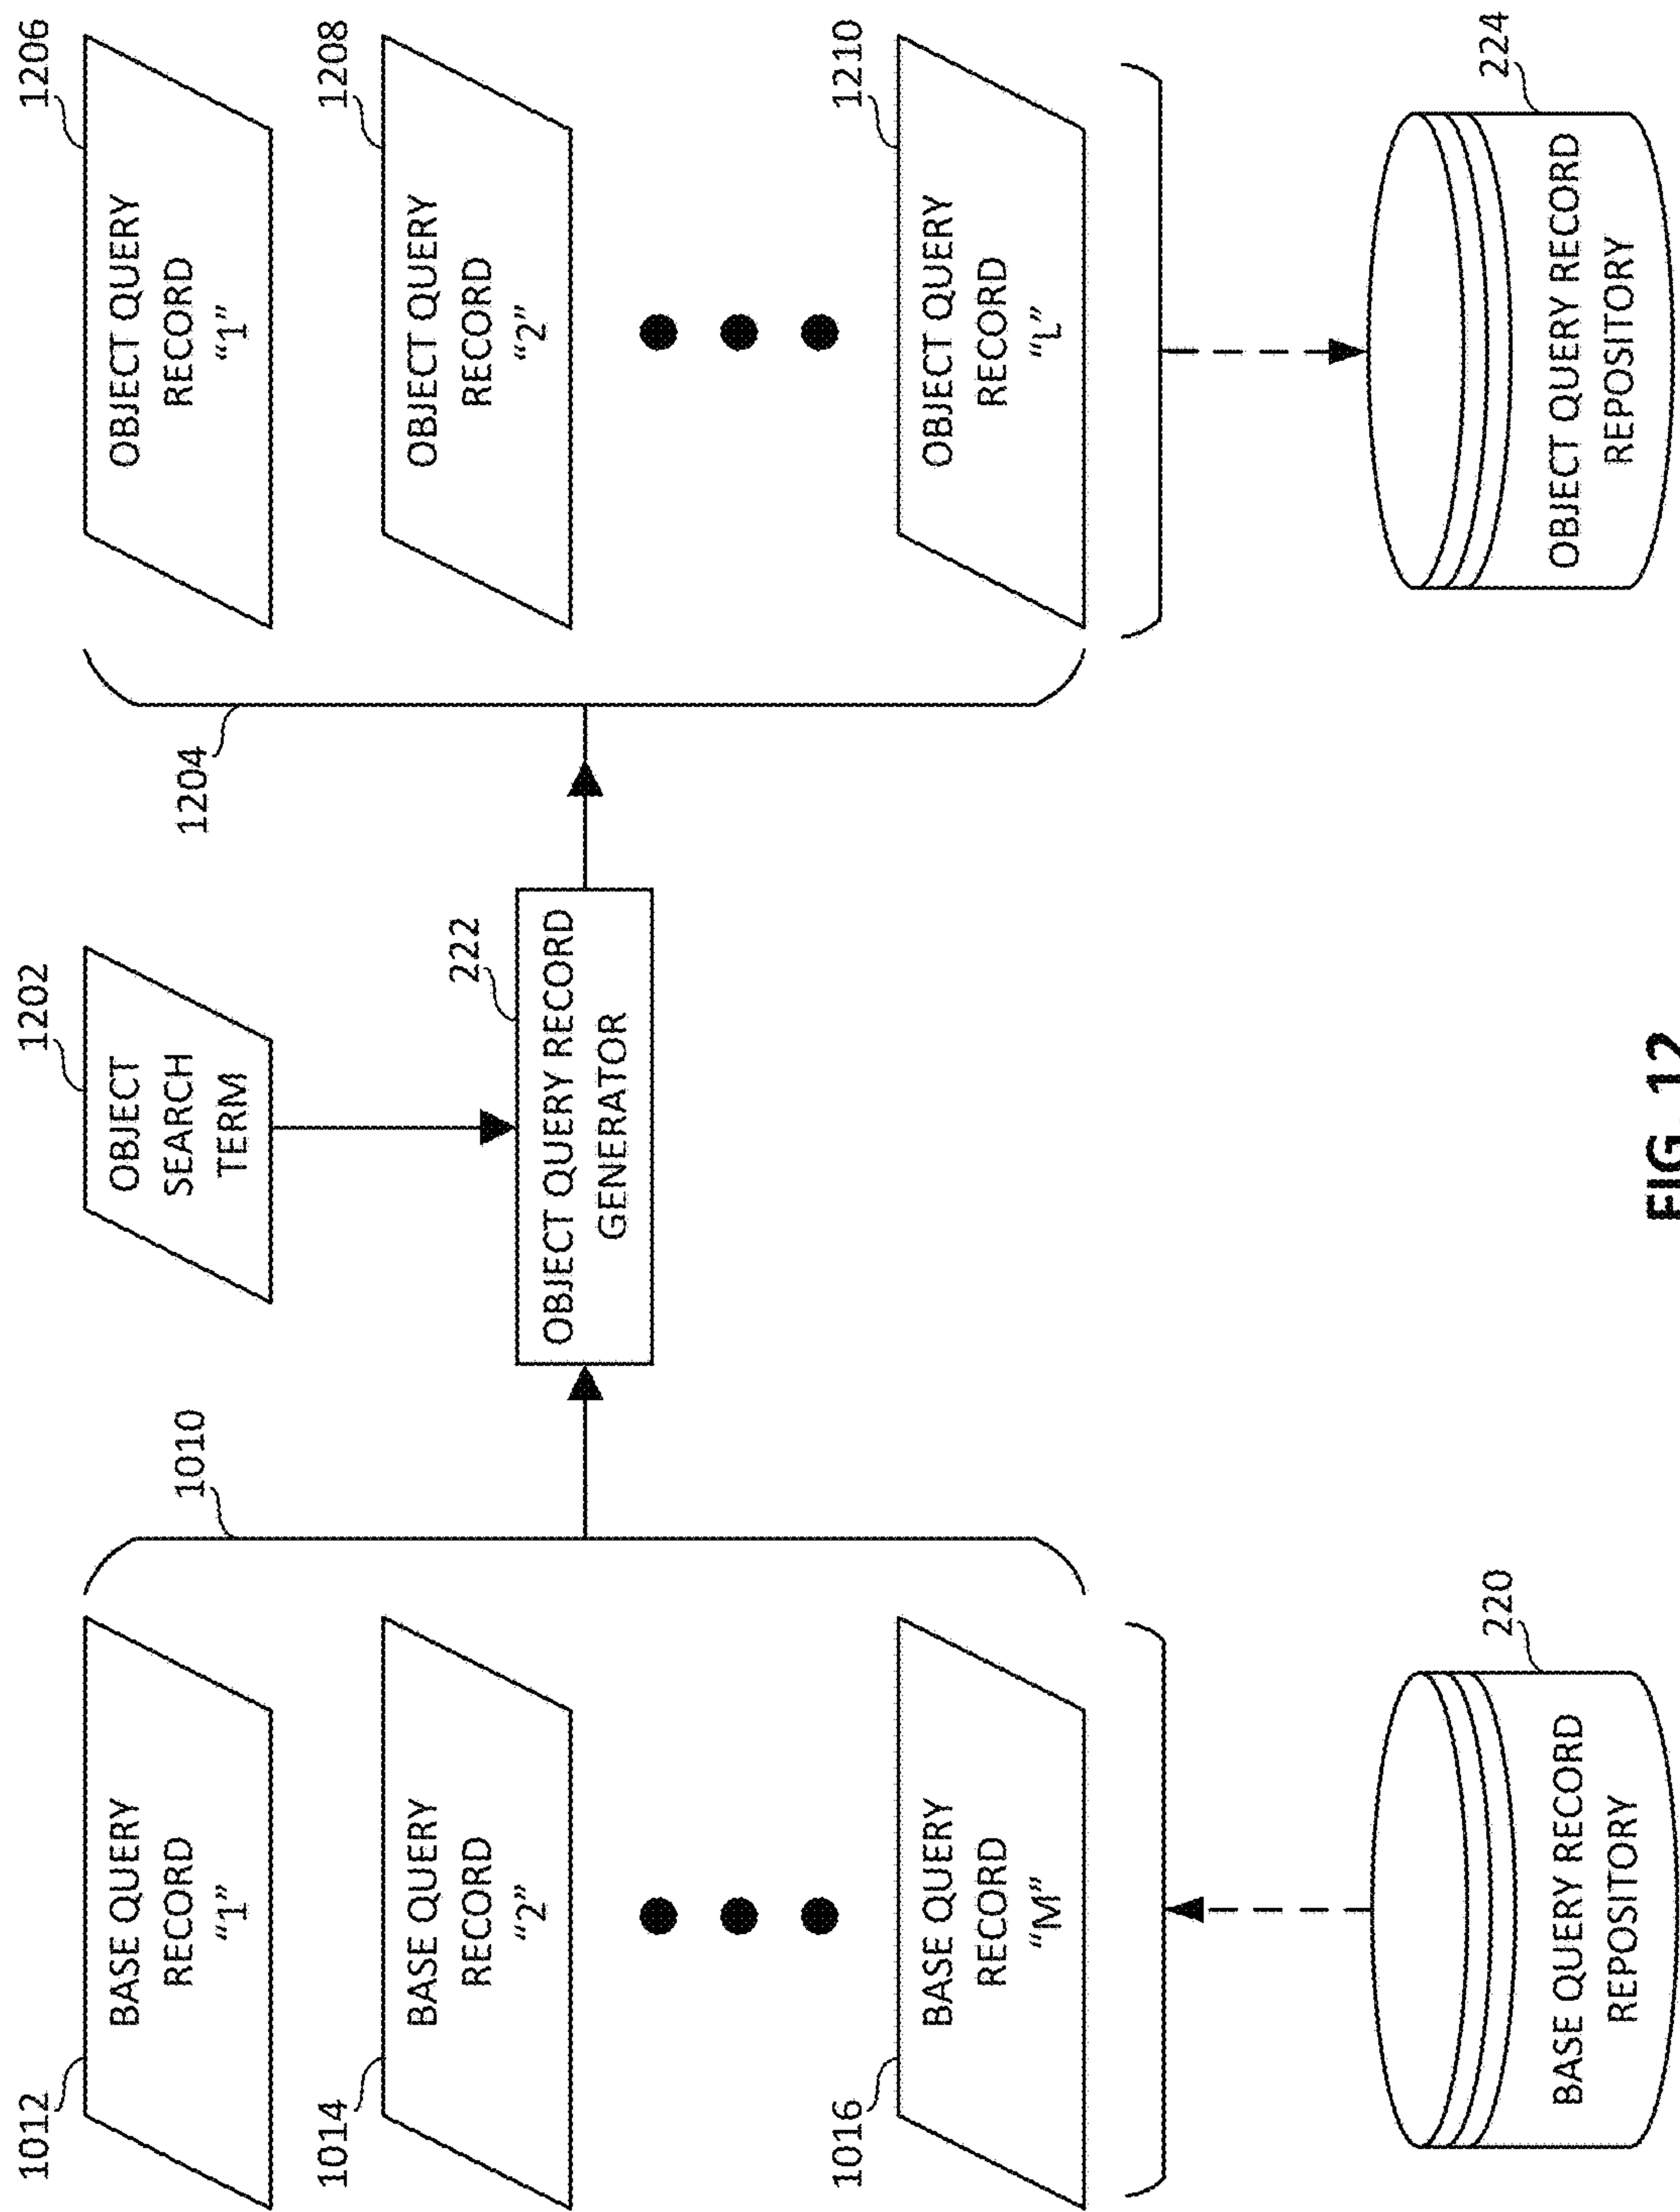 1012
BASE QUERY
RECORD
“1”
1014
BASE QUERY
RECORD
“2”
1016
BASE QUERY
RECORD
“M”
BASE QUERY RECORD
REPOSITORY
220
1010
OBJECT
SEARCH
TERM
1202
OBJECT QUERY RECORD
GENERATOR
222
1204
OBJECT QUERY
RECORD
“1”
1206
OBJECT QUERY
RECORD
“2”
1208
OBJECT QUERY
RECORD
“L”
1210
OBJECT QUERY RECORD
REPOSITORY
224
FIG. 12